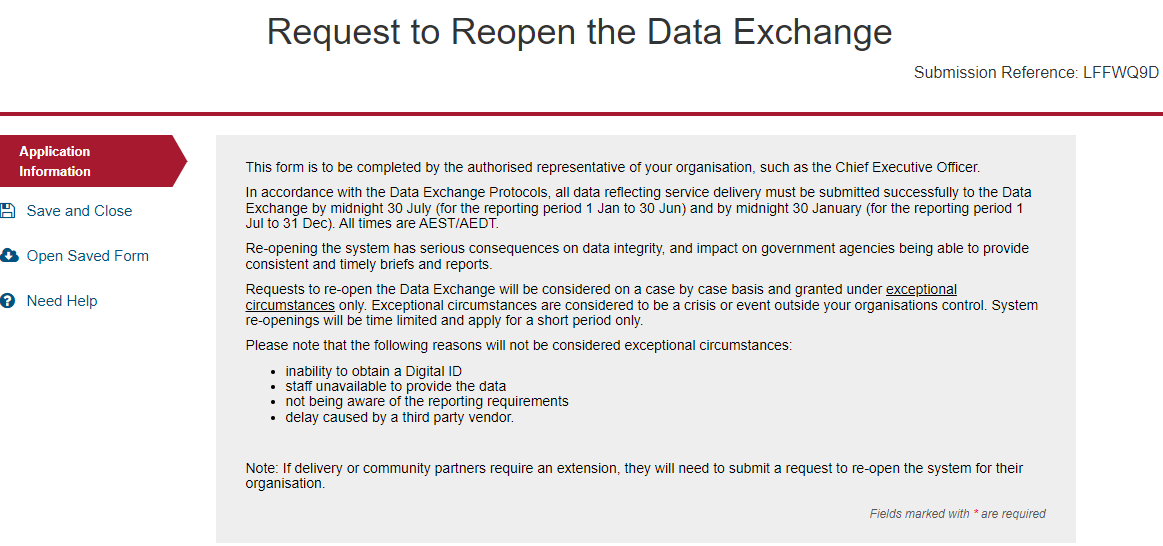 Request to Reopen the Data Exchange
Submission Reference: LFFWQ9D
Application
Information
Save and Close
Open Saved Form
Need Help
This form is to be completed by the authorised representative of your organisation, such as the Chief Executive Officer.
In accordance with the Data Exchange Protocols, all data reflecting service delivery must be submitted successfully to the Data
Exchange by midnight 30 July (for the reporting period 1 Jan to 30 Jun) and by midnight 30 January (for the reporting period 1
Jul to 31 Dec). All times are AEST/AEDT.
Re-opening the system has serious consequences on data integrity, and impact on government agencies being able to provide
consistent and timely briefs and reports.
Requests to re-open the Data Exchange will be considered on a case by case basis and granted under exceptional
circumstances only. Exceptional circumstances are considered to be a crisis or event outside your organisations control. System
re-openings will be time limited and apply for a short period only.
Please note that the following reasons will not be considered exceptional circumstances:
• inability to obtain a Digital ID
• staff unavailable to provide the data
• not being aware of the reporting requirements
• delay caused by a third party vendor.
Note: If delivery or community partners require an extension, they will need to submit a request to re-open the system for their
organisation.
Fields marked with * are required